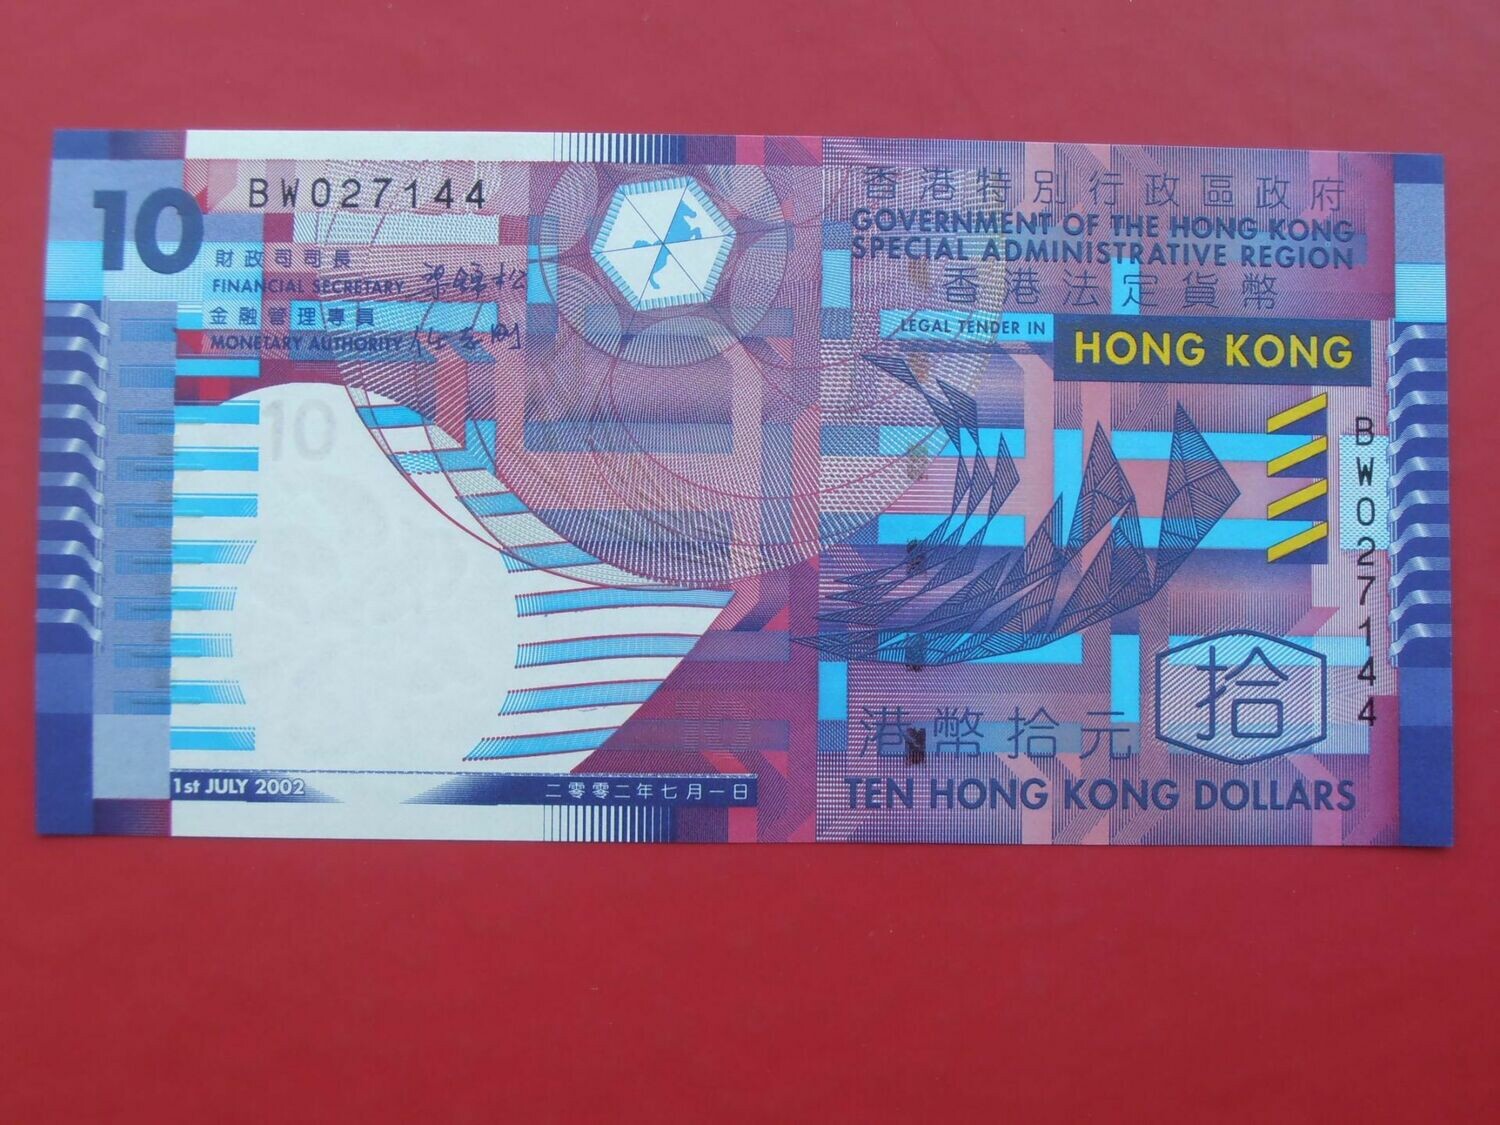 10
BW027144
財政司司長
FINANCIAL SECRETARY
金融管理專員
MONETARY AUTHORITY
10
1st JULY 2002
二零零二年七月一日
香港特別行政區政府
GOVERNMENT OF THE HONG KONG
SPECIAL ADMINISTRATIVE REGION
香港法定貨幣
LEGAL TENDER IN
HONG KONG
BW027144
拾
港幣拾元
TEN HONG KONG DOLLARS